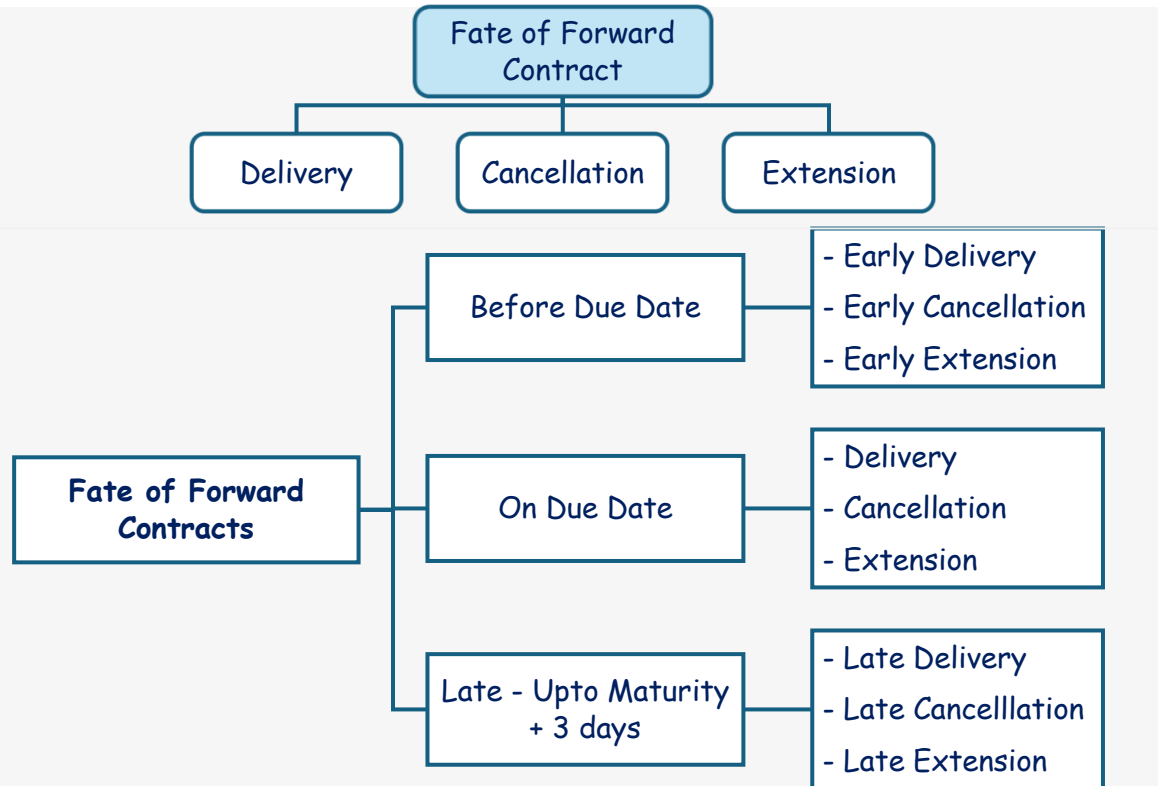 Fate of Forward
Contract
Delivery
Cancellation
Extension
Before Due Date
- Early Delivery
- Early Cancellation
- Early Extension
Fate of Forward
Contracts
On Due Date
- Delivery
- Cancellation
- Extension
Late - Upto Maturity
+ 3 days
- Late Delivery
- Late Cancelllation
- Late Extension